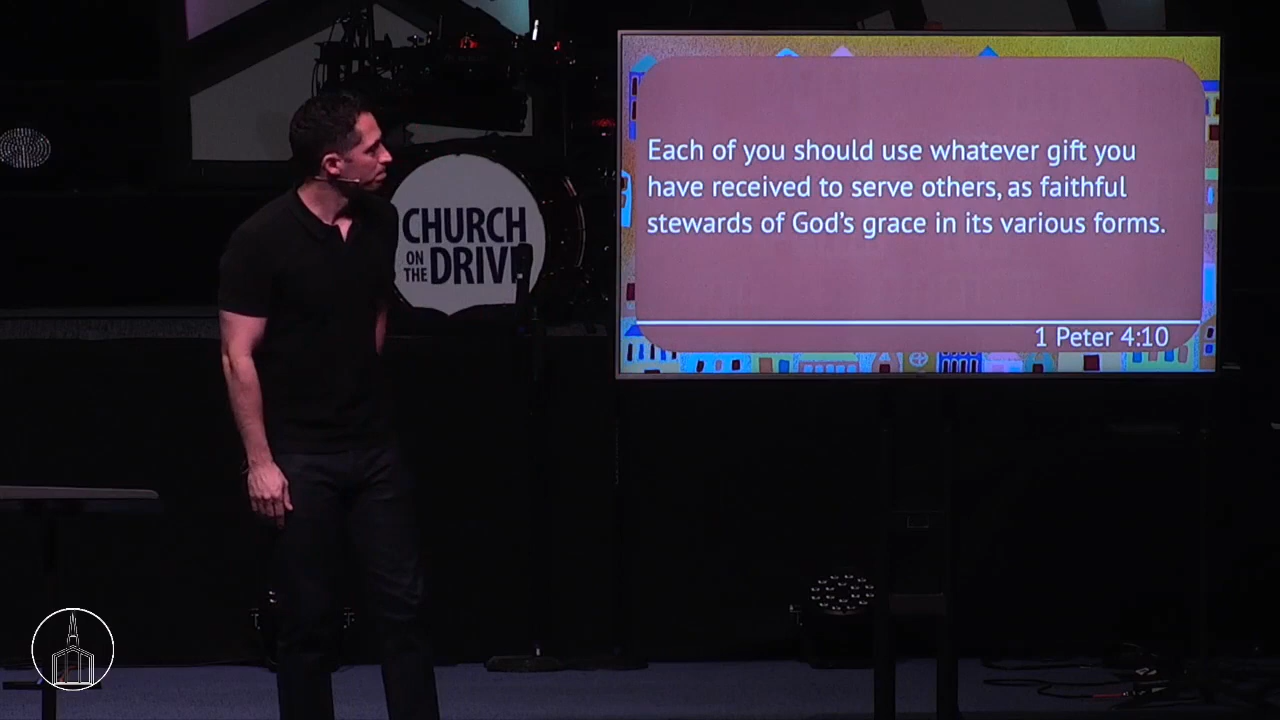 CHURCH
ON
THE DRIVE
Each of you should use whatever gift you
have received to serve others, as faithful
stewards of God's grace in its various forms.
1 Peter 4:10